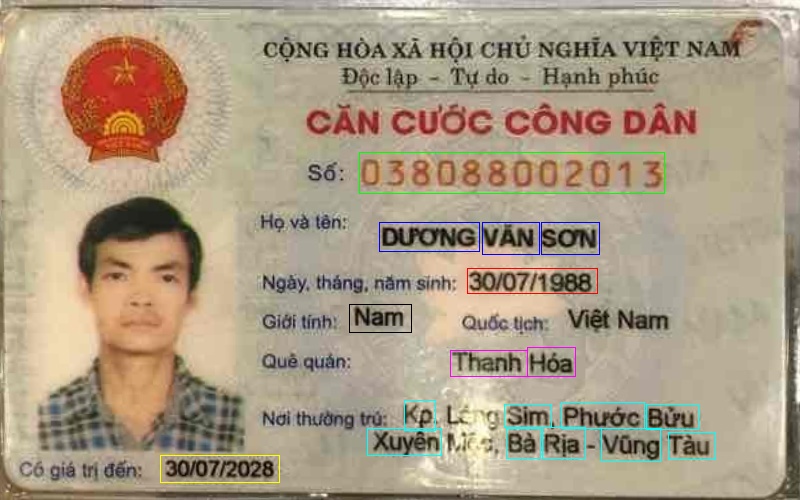 CỘNG HÒA XÃ HỘI CHỦ NGHĨA VIỆT NAM
Độc lập - Tự do - Hạnh phúc
CĂN CƯỚC CÔNG DÂN
Số: 038088002013
Họ và tên: DƯƠNG VĂN SƠN
Ngày, tháng, năm sinh: 30/07/1988
Giới tính: Nam Quốc tịch: Việt Nam
Quê quán: Thanh Hóa
Nơi thường trú: Kp. Láng Sim, Phước Bửu
Xuyên Mộc, Bà Rịa - Vũng Tàu
Có giá trị đến: 30/07/2028